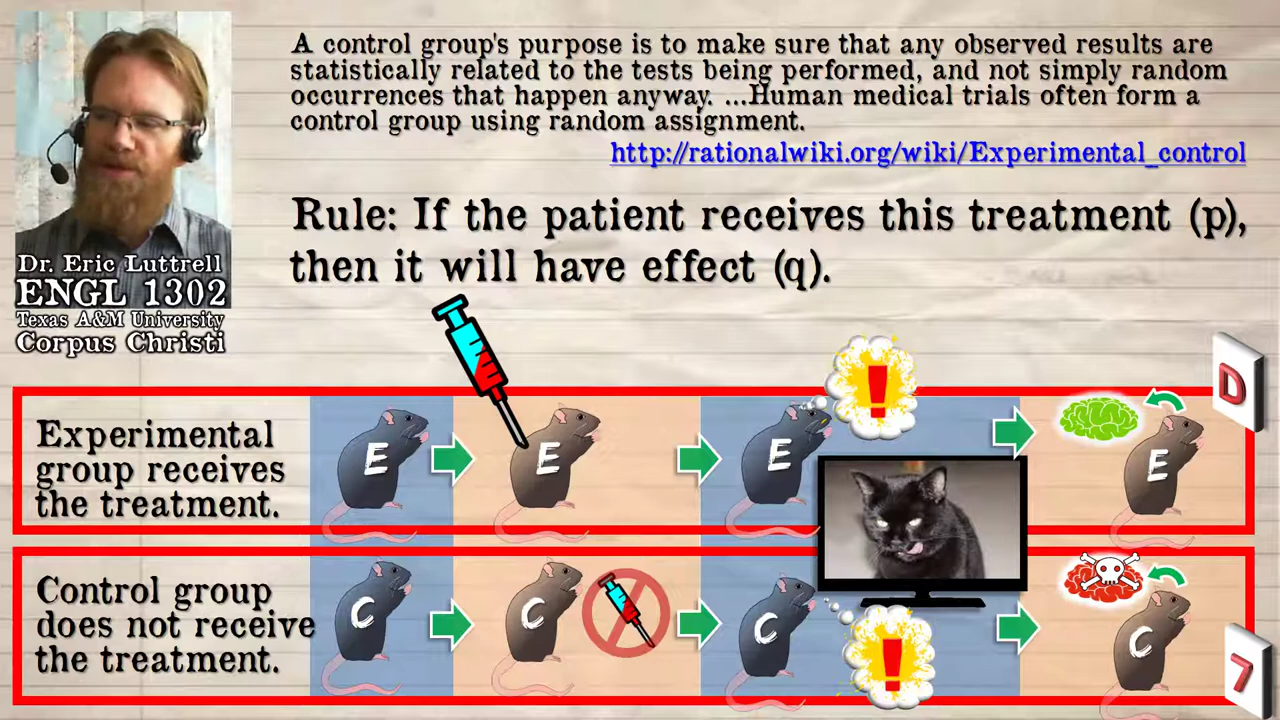 A control group's purpose is to make sure that any observed results are
statistically related to the tests being performed, and not simply random
occurrences that happen anyway. ...Human medical trials often form a
control group using random assignment.
http://rationalwiki.org/wiki/Experimental_control
Rule: If the patient receives this treatment (p),
then it will have effect (q).
Dr. Eric Luttrell
ENGL 1302
Texas A&M University
Corpus Christi
D
Experimental
group receives
the treatment.
E
E
E
!
E
Control group
does not receive
the treatment.
C
C
C
!
C
7